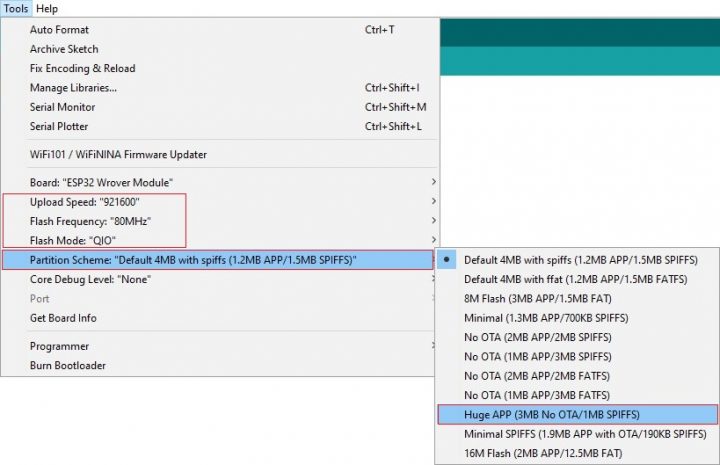 Tools Help
Auto Format Ctrl+T
Archive Sketch
Fix Encoding & Reload
Manage Libraries... Ctrl+Shift+I
Serial Monitor Ctrl+Shift+M
Serial Plotter Ctrl+Shift+L
WiFi101 / WiFiNINA Firmware Updater
Board: "ESP32 Wrover Module"
Upload Speed: "921600"
Flash Frequency: "80MHz"
Flash Mode: "QIO"
Partition Scheme: "Default 4MB with spiffs (1.2MB APP/1.5MB SPIFFS)"
Core Debug Level: "None"
Port
Get Board Info
Programmer
Burn Bootloader
Default 4MB with spiffs (1.2MB APP/1.5MB SPIFFS)
Default 4MB with ffat (1.2MB APP/1.5MB FATFS)
8M Flash (3MB APP/1.5MB FAT)
Minimal (1.3MB APP/700KB SPIFFS)
No OTA (2MB APP/2MB SPIFFS)
No OTA (1MB APP/3MB SPIFFS)
No OTA (2MB APP/2MB FATFS)
No OTA (1MB APP/3MB FATFS)
Huge APP (3MB No OTA/1MB SPIFFS)
Minimal SPIFFS (1.9MB APP with OTA/190KB SPIFFS)
16M Flash (2MB APP/12.5MB FAT)